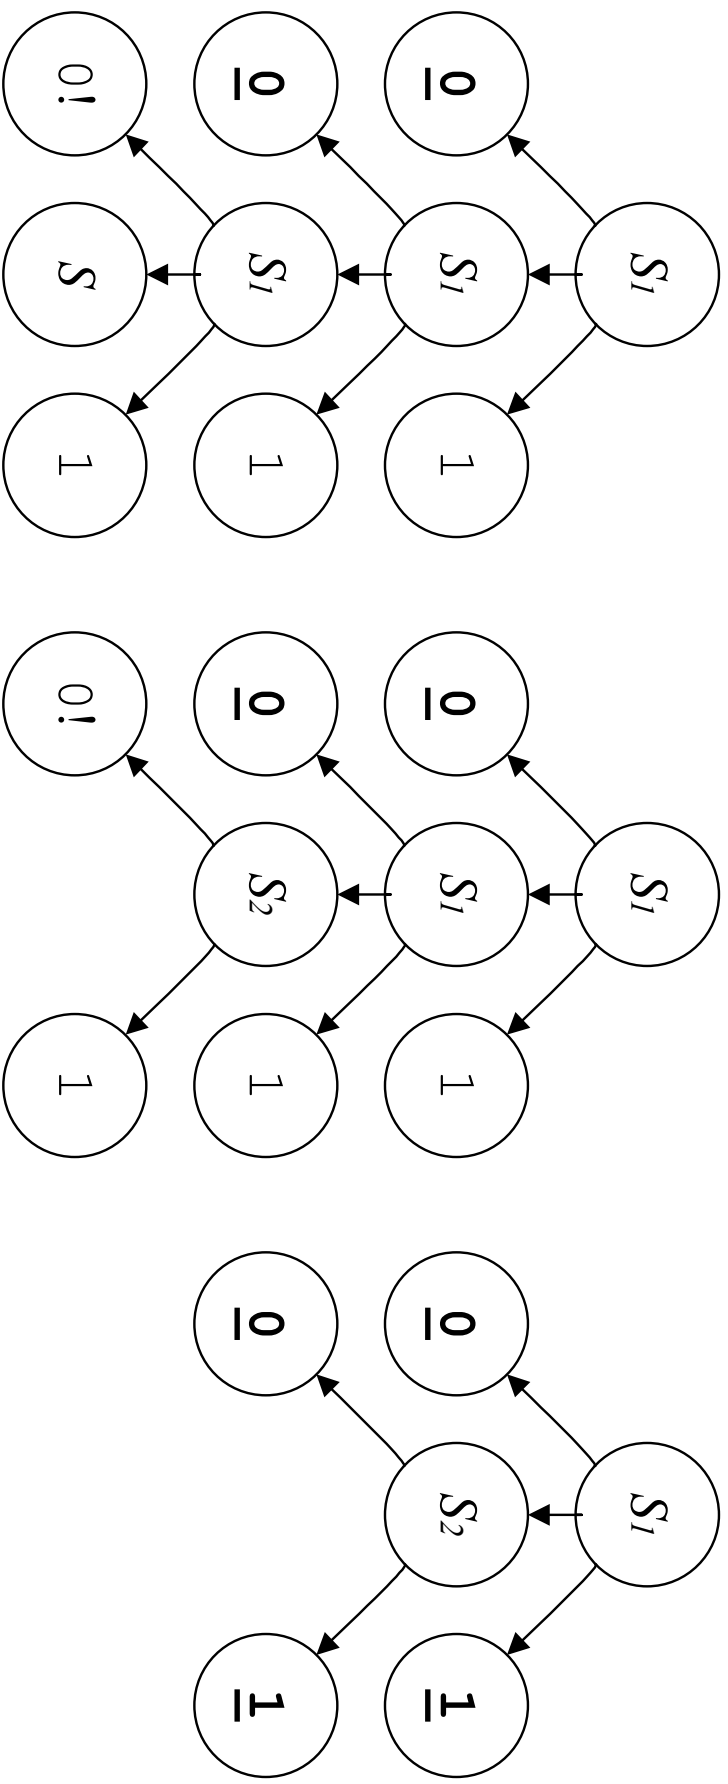 S₁ S₁ S₁
0 S₁ 1 0 S₁ 1 0 S₂ 1
0 S₁ 1 0 S₂ 1 0 1
0! S 1 0! 1